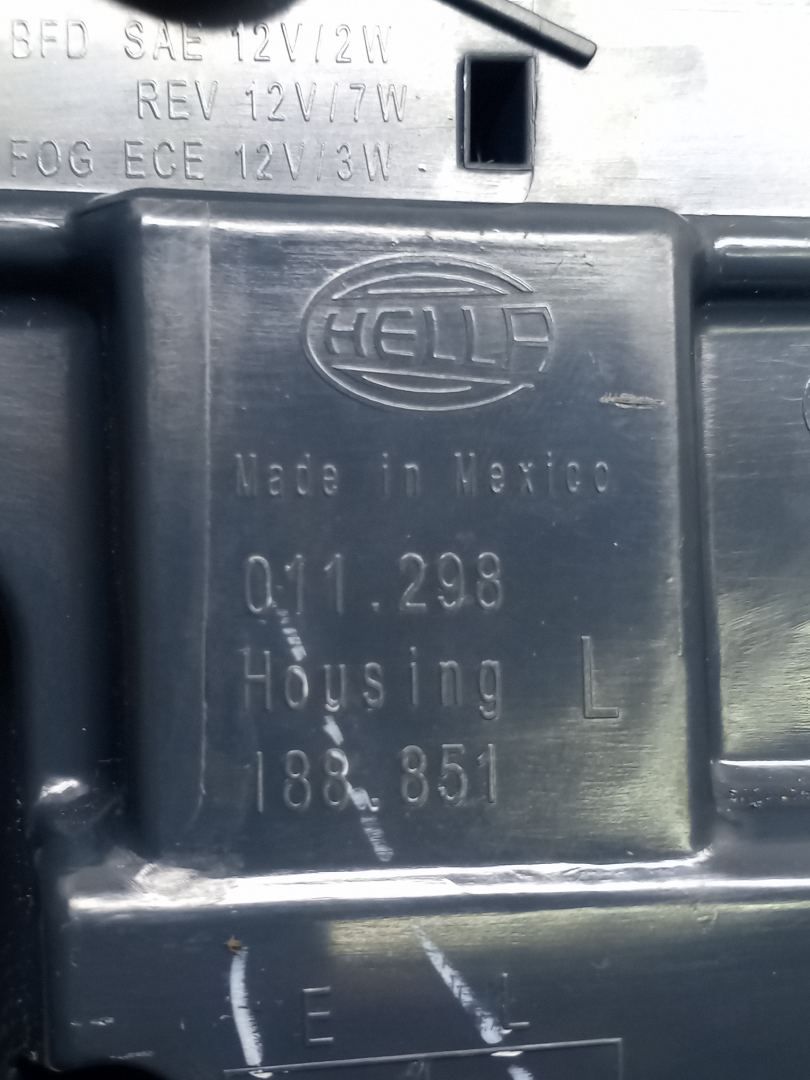 BFD SAE 12V/2W
REV 12V/7W
FOG ECE 12V/3W
HELLA
Made in Mexico
011.298
Housing L
188.851
E L